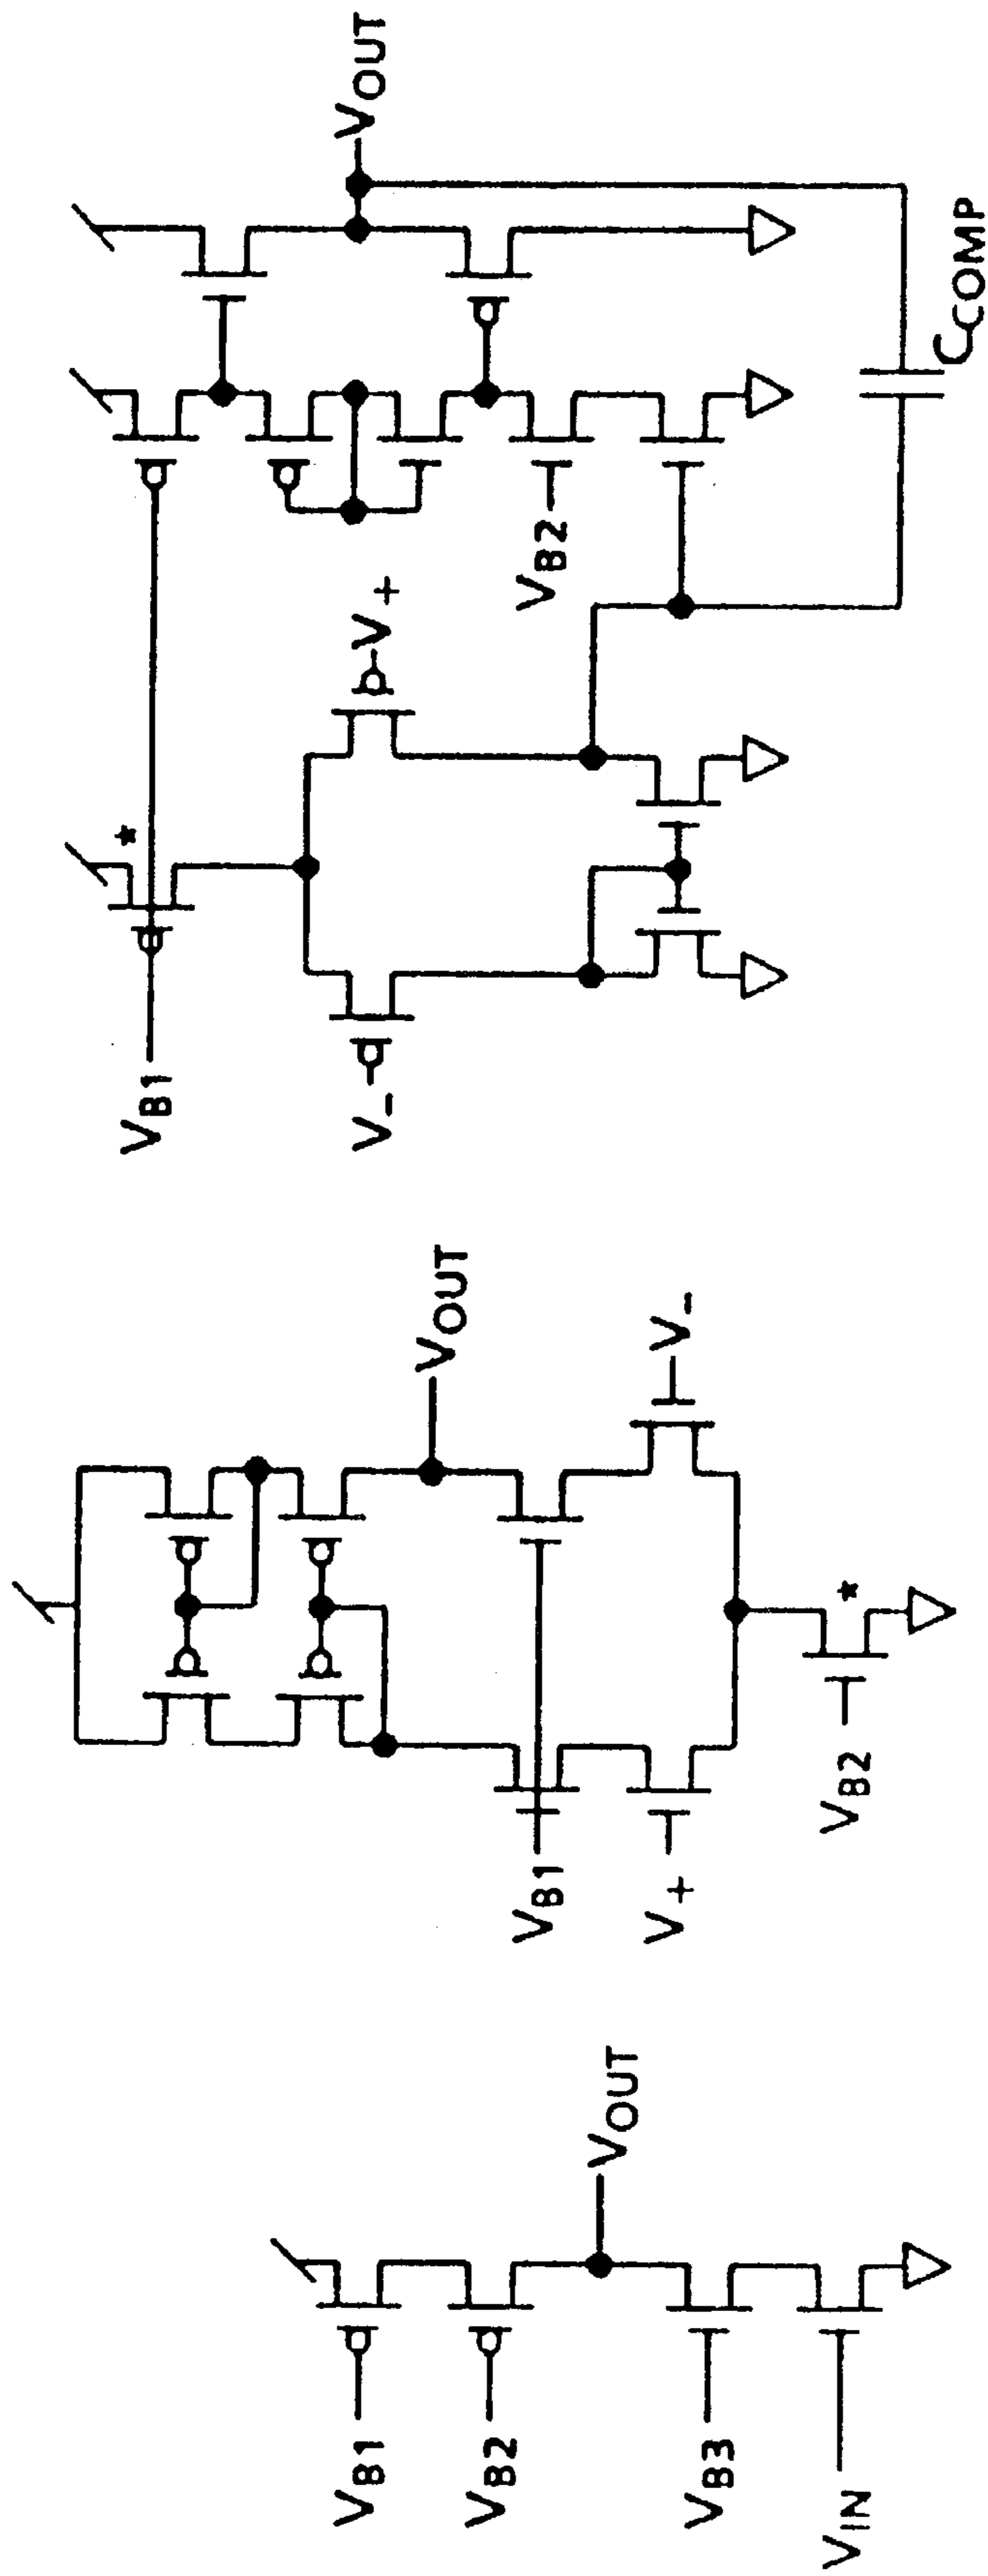 VB1
VB2
VB3
VIN
VOUT
VB1
V+
VB2
*
V-
VOUT
VB1
*
V-
V+
VB2
VOUT
CCOMP